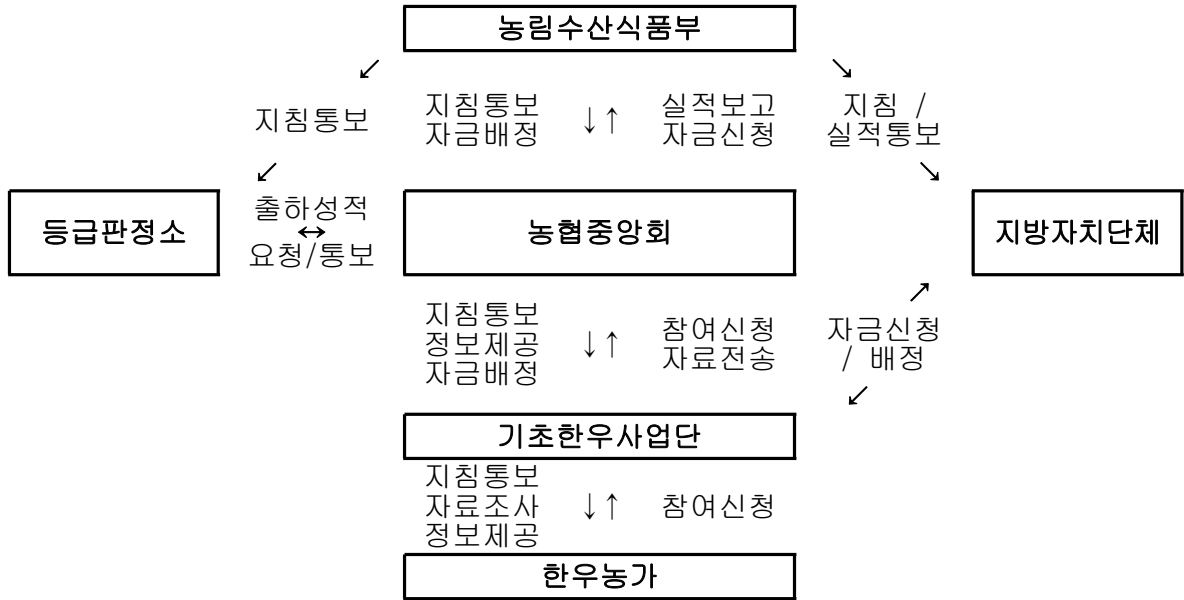 농림수산식품부
↙ ↘
지침통보
지침통보
자금배정
↓↑
실적보고
자금신청
지침 /
실적통보
↙ ↘
등급판정소
출하성적
↔
요청/통보
농협중앙회
지방자치단체
지침통보
정보제공
자금배정
↓↑
참여신청
자료전송
↗
자금신청
/ 배정
↙
기초한우사업단
지침통보
자료조사
정보제공
↓↑
참여신청
한우농가